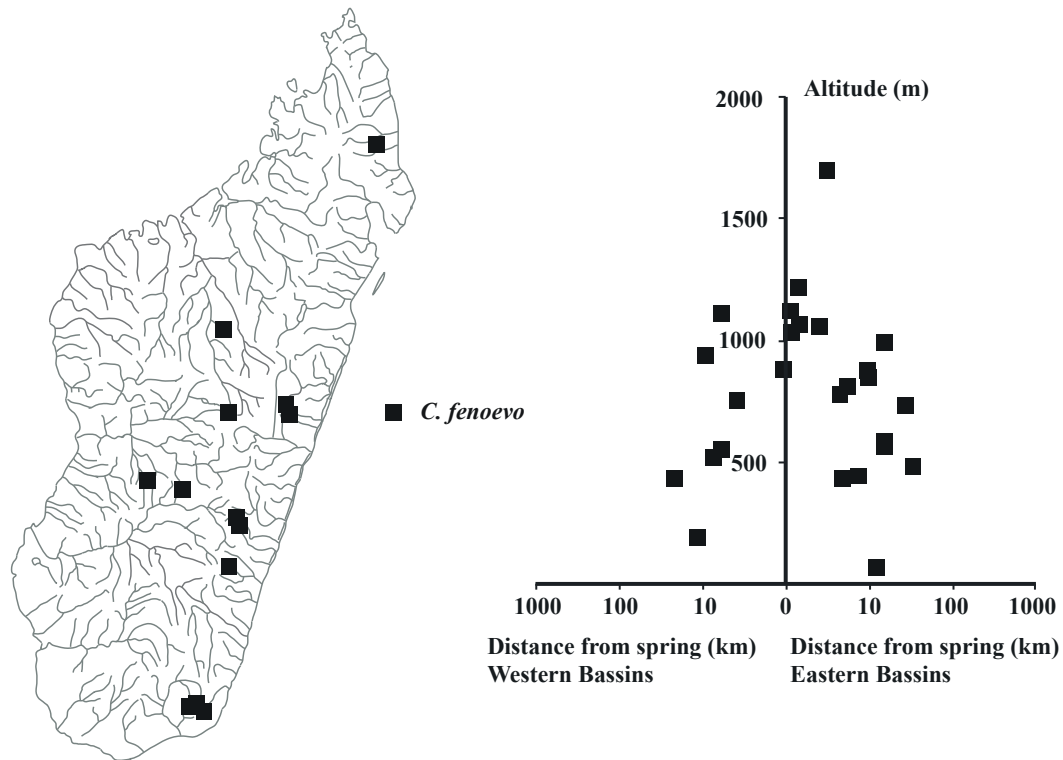 Altitude (m)
2000
1500
1000
500
C. fenoevo
1000 100 10 0 10 100 1000
Distance from spring (km) Distance from spring (km)
Western Bassins Eastern Bassins